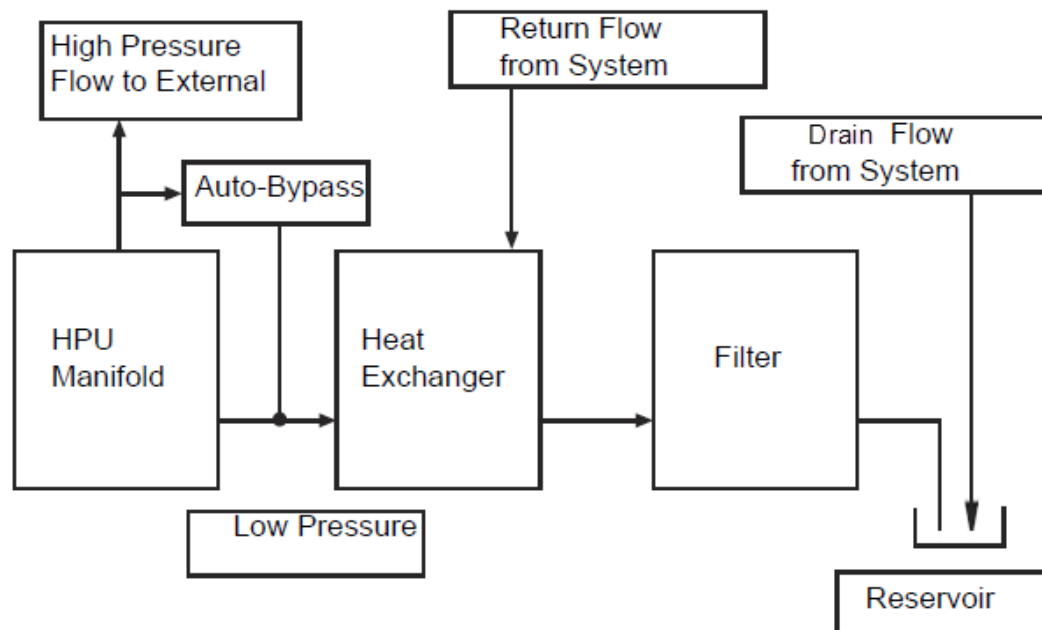 High Pressure
Flow to External
Return Flow
from System
Drain Flow
from System
Auto-Bypass
HPU
Manifold
Heat
Exchanger
Filter
Low Pressure
Reservoir